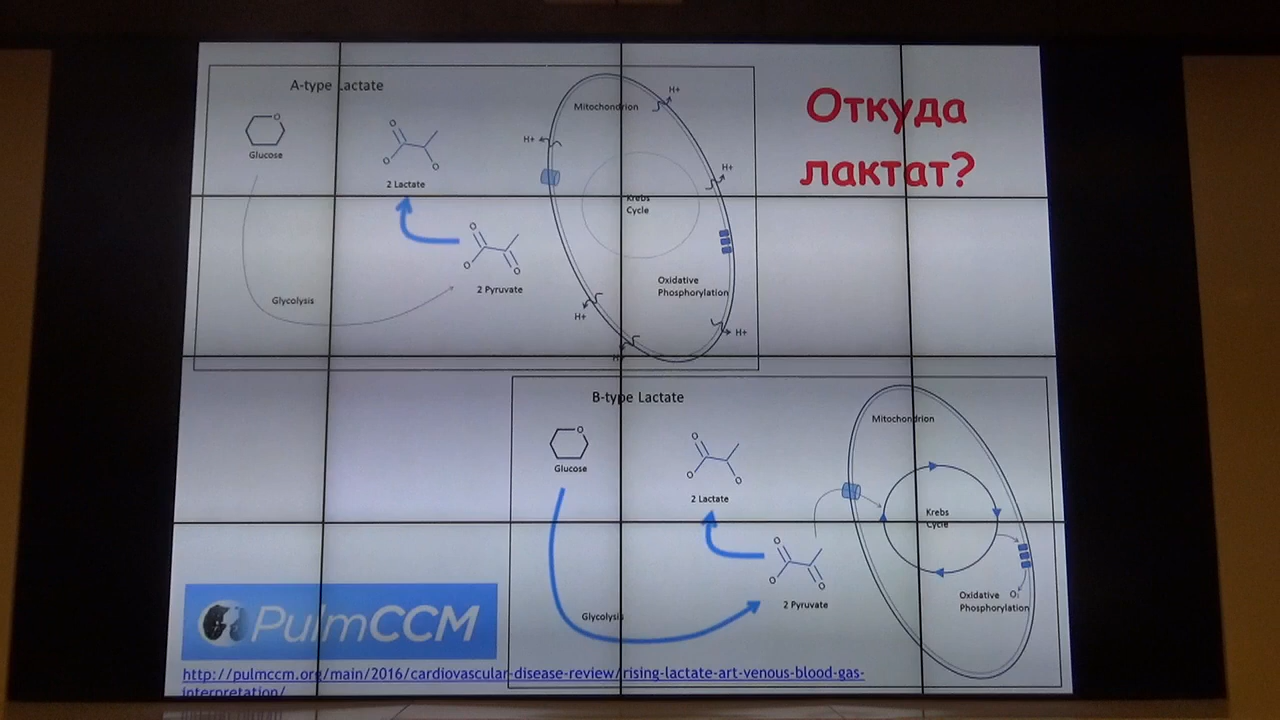 A-type Lactate
Glucose
O
O
O
O
2 Lactate
Glycolysis
O
O
O
2 Pyruvate
Mitochondrion
H+
H+
H+
H+
H+
Krebs
Cycle
Oxidative
Phosphorylation
Откуда
лактат?
B-type Lactate
Glucose
O
O
O
O
2 Lactate
Glycolysis
O
O
O
2 Pyruvate
Mitochondrion
Krebs
Cycle
Oxidative
Phosphorylation
PulmCCM
http://pulmccm.org/main/2016/cardiovascular-disease-review/rising-lactate-art-venous-blood-gas-
interpretation/